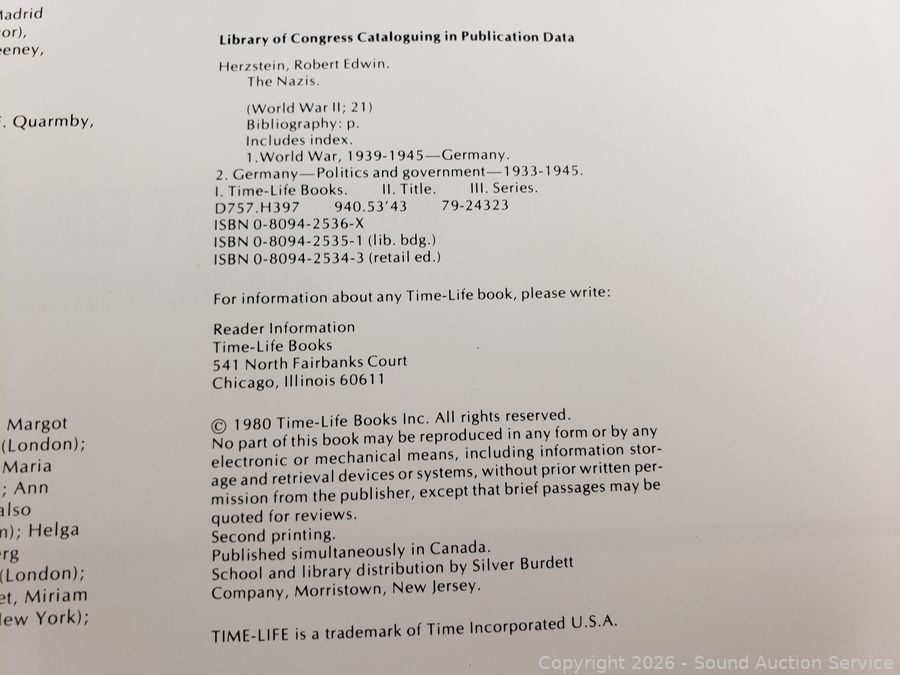 Madrid
or),
eeney,
. Quarmby,
Margot
(London);
Maria
; Ann
also
n); Helga
erg
(London);
et, Miriam
New York);
Library of Congress Cataloguing in Publication Data
Herzstein, Robert Edwin.
The Nazis.
(World War II; 21)
Bibliography: p.
Includes index.
1.World War, 1939-1945—Germany.
2. Germany—Politics and government—1933-1945.
I. Time-Life Books. II. Title. III. Series.
D757.H397 940.53'43 79-24323
ISBN 0-8094-2536-X
ISBN 0-8094-2535-1 (lib. bdg.)
ISBN 0-8094-2534-3 (retail ed.)
For information about any Time-Life book, please write:
Reader Information
Time-Life Books
541 North Fairbanks Court
Chicago, Illinois 60611
© 1980 Time-Life Books Inc. All rights reserved.
No part of this book may be reproduced in any form or by any
electronic or mechanical means, including information stor-
age and retrieval devices or systems, without prior written per-
mission from the publisher, except that brief passages may be
quoted for reviews.
Second printing.
Published simultaneously in Canada.
School and library distribution by Silver Burdett
Company, Morristown, New Jersey.
TIME-LIFE is a trademark of Time Incorporated U.S.A.
Copyright 2026 - Sound Auction Service